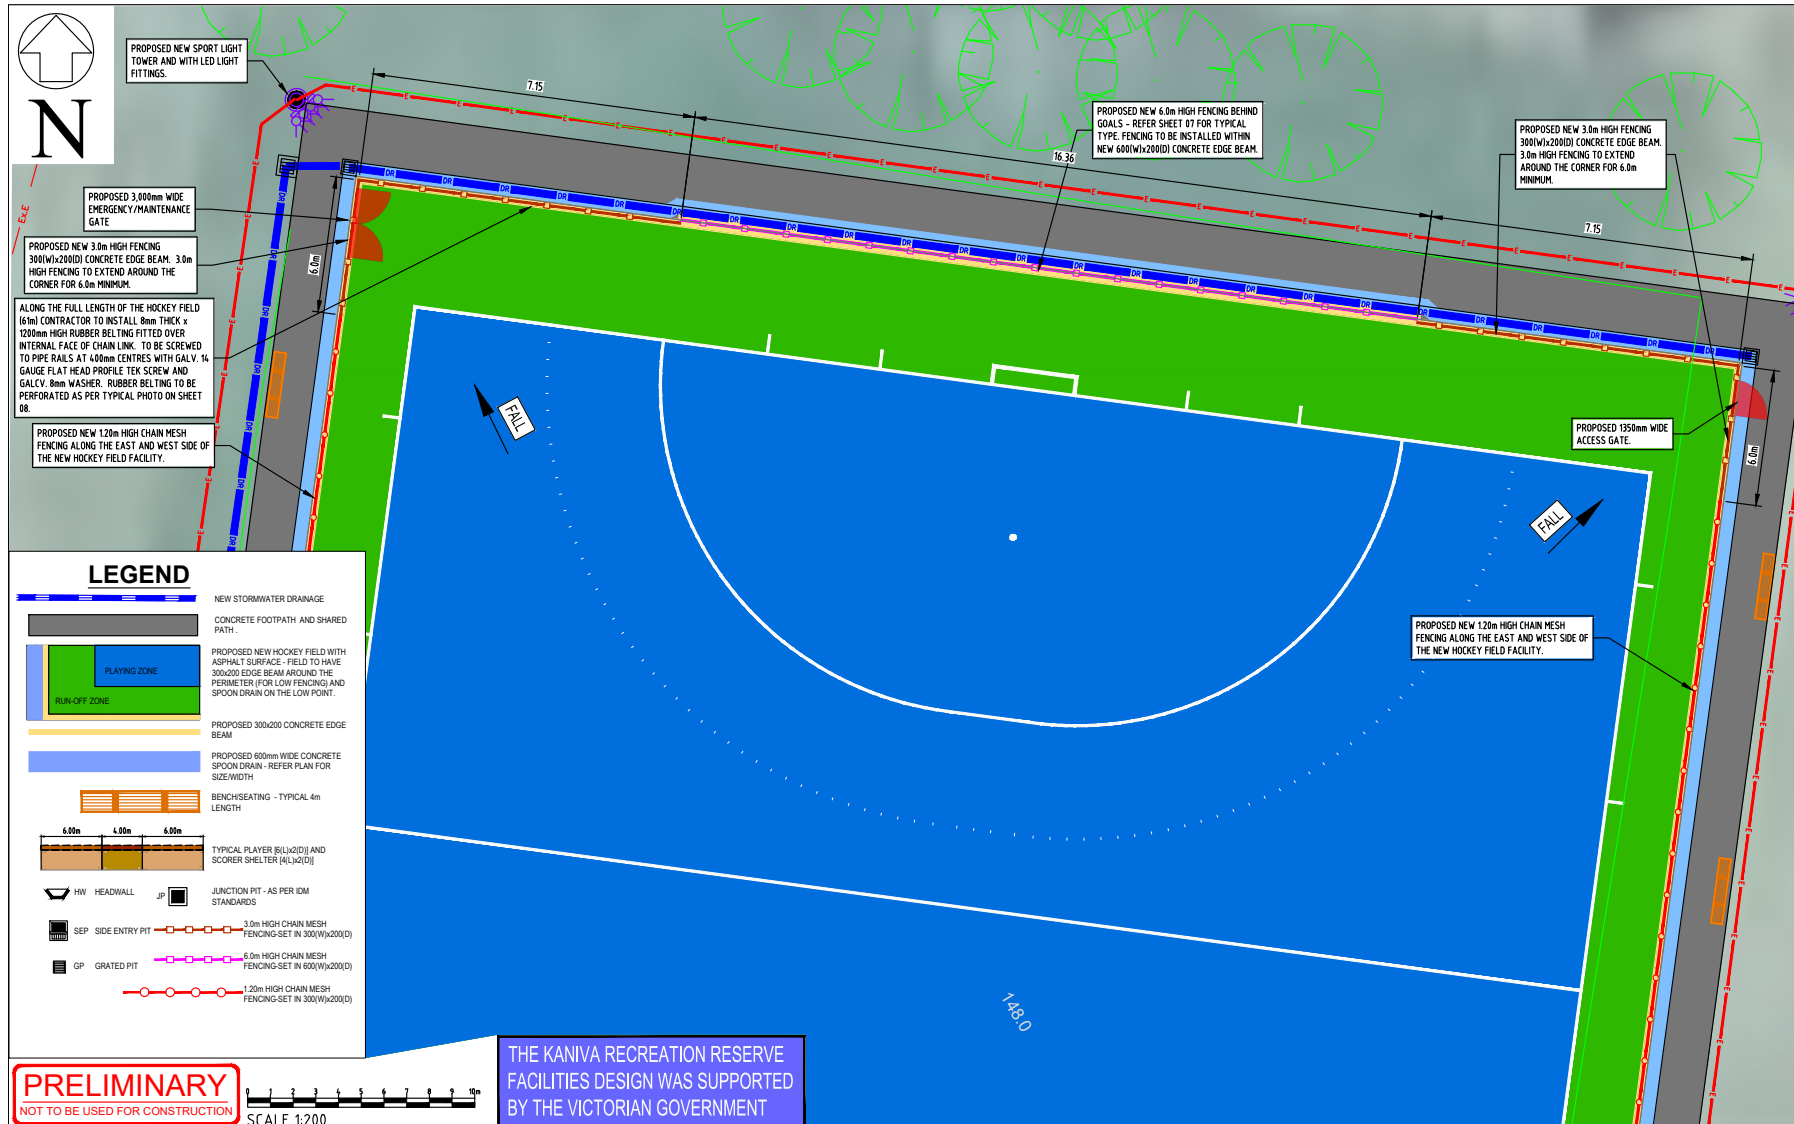 PROPOSED NEW SPORT LIGHT
TOWER AND WITH LED LIGHT
FITTINGS.
N
7.15
16.36
7.15
PROPOSED NEW 6.0m HIGH FENCING BEHIND
GOALS - REFER SHEET 07 FOR TYPICAL
TYPE. FENCING TO BE INSTALLED WITHIN
NEW 600(W)x200(D) CONCRETE EDGE BEAM.
PROPOSED NEW 3.0m HIGH FENCING
300(W)x200(D) CONCRETE EDGE BEAM.
3.0m HIGH FENCING TO EXTEND
AROUND THE CORNER FOR 6.0m
MINIMUM.
PROPOSED 3,000mm WIDE
EMERGENCY/MAINTENANCE
GATE
Ex.E
PROPOSED NEW 3.0m HIGH FENCING
300(W)x200(D) CONCRETE EDGE BEAM. 3.0m
HIGH FENCING TO EXTEND AROUND THE
CORNER FOR 6.0m MINIMUM.
6.0m
ALONG THE FULL LENGTH OF THE HOCKEY FIELD
(61m) CONTRACTOR TO INSTALL 8mm THICK x
1200mm HIGH RUBBER BELTING FITTED OVER
INTERNAL FACE OF CHAIN LINK. TO BE SCREWED
TO PIPE RAILS AT 400mm CENTRES WITH GALV. 14
GAUGE FLAT HEAD PROFILE TEK SCREW AND
GALCV. 8mm WASHER. RUBBER BELTING TO BE
PERFORATED AS PER TYPICAL PHOTO ON SHEET
08.
PROPOSED NEW 1.20m HIGH CHAIN MESH
FENCING ALONG THE EAST AND WEST SIDE OF
THE NEW HOCKEY FIELD FACILITY.
FALL
PROPOSED 1350mm WIDE
ACCESS GATE.
6.0m
FALL
PROPOSED NEW 1.20m HIGH CHAIN MESH
FENCING ALONG THE EAST AND WEST SIDE OF
THE NEW HOCKEY FIELD FACILITY.
LEGEND
NEW STORMWATER DRAINAGE
CONCRETE FOOTPATH AND SHARED
PATH .
PLAYING ZONE
RUN-OFF ZONE
PROPOSED NEW HOCKEY FIELD WITH
ASPHALT SURFACE - FIELD TO HAVE
300x200 EDGE BEAM AROUND THE
PERIMETER (FOR LOW FENCING) AND
SPOON DRAIN ON THE LOW POINT.
PROPOSED 300x200 CONCRETE EDGE
BEAM
PROPOSED 600mm WIDE CONCRETE
SPOON DRAIN - REFER PLAN FOR
SIZE/WIDTH
BENCH/SEATING - TYPICAL 4m
LENGTH
6.00m 4.00m 6.00m
TYPICAL PLAYER [6(L)x2(D)] AND
SCORER SHELTER [4(L)x2(D)]
HW HEADWALL
JP
JUNCTION PIT - AS PER IDM
STANDARDS
SEP SIDE ENTRY PIT
3.0m HIGH CHAIN MESH
FENCING-SET IN 300(W)x200(D)
GP GRATED PIT
6.0m HIGH CHAIN MESH
FENCING-SET IN 600(W)x200(D)
1.20m HIGH CHAIN MESH
FENCING-SET IN 300(W)x200(D)
148.0
PRELIMINARY
NOT TO BE USED FOR CONSTRUCTION
0 1 2 3 4 5 6 7 8 9 10m
SCALE 1:200
THE KANIVA RECREATION RESERVE
FACILITIES DESIGN WAS SUPPORTED
BY THE VICTORIAN GOVERNMENT